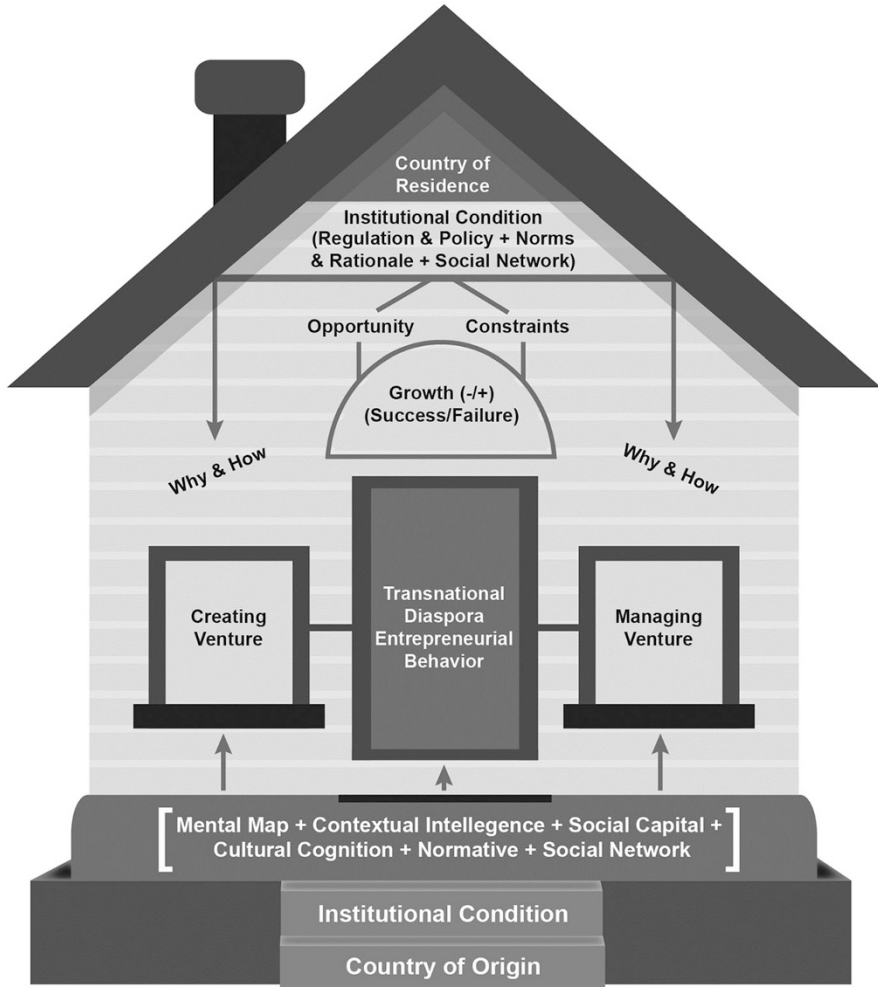 Country of
Residence
Institutional Condition
(Regulation & Policy + Norms
& Rationale + Social Network)
Opportunity
Constraints
Growth (-/+)
(Success/Failure)
Why & How
Why & How
Creating
Venture
Transnational
Diaspora
Entrepreneurial
Behavior
Managing
Venture
[Mental Map + Contextual Intellegence + Social Capital +
Cultural Cognition + Normative + Social Network]
Institutional Condition
Country of Origin